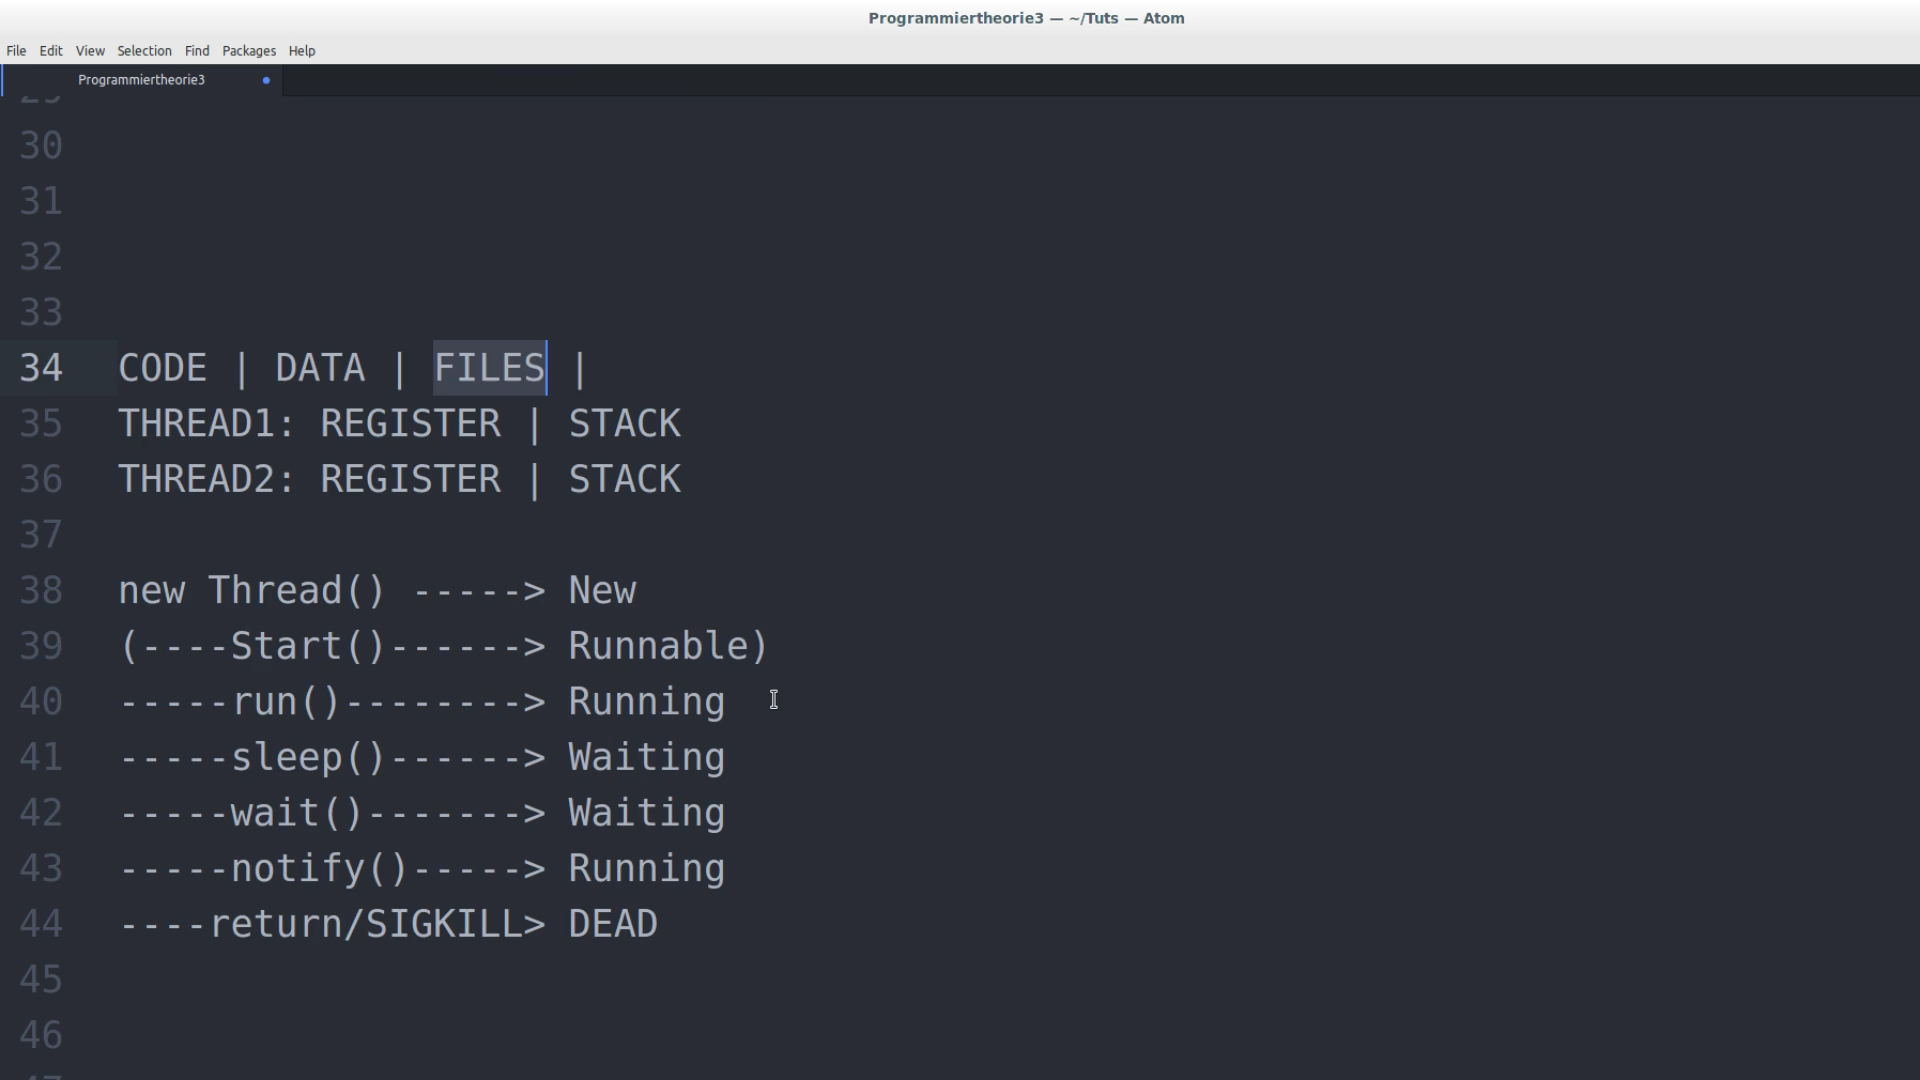 Programmiertheorie3 — ~/Tuts — Atom
File Edit View Selection Find Packages Help
Programmiertheorie3
30
31
32
33
34 CODE | DATA | FILES |
35 THREAD1: REGISTER | STACK
36 THREAD2: REGISTER | STACK
37
38 new Thread() -----> New
39 (----Start()------> Runnable)
40 -----run()--------> Running
41 -----sleep()------> Waiting
42 -----wait()-------> Waiting
43 -----notify()-----> Running
44 ----return/SIGKILL> DEAD
45
46